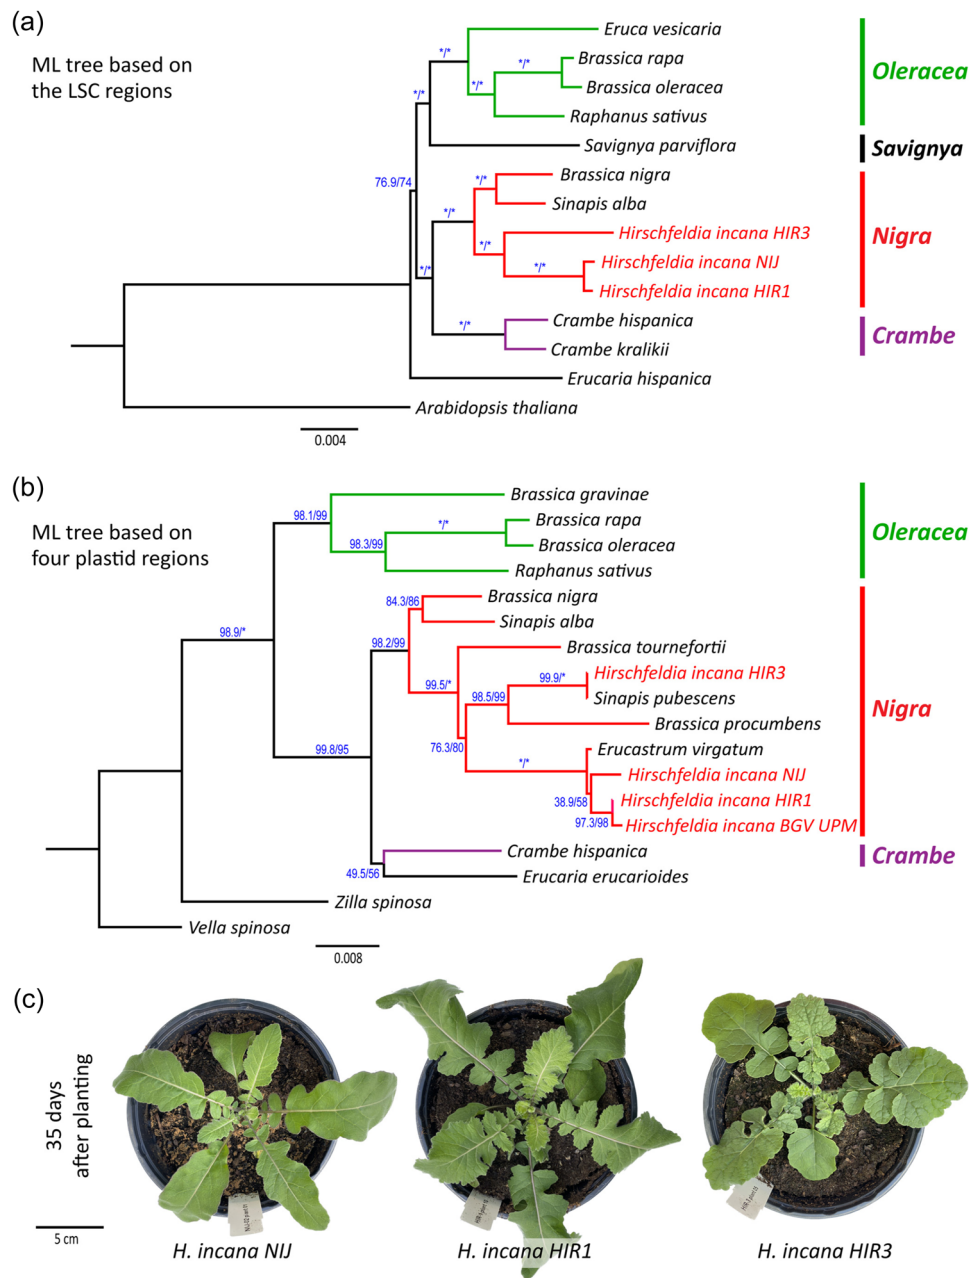 (a)
ML tree based on
the LSC regions
*/*
Eruca vesicaria
*/*
Brassica rapa
*/*
Brassica oleracea
Raphanus sativus
Oleracea
*/*
Savignya parviflora
Savignya
76.9/74
*/*
Brassica nigra
*/*
Sinapis alba
*/*
Hirschfeldia incana HIR3
*/*
Hirschfeldia incana NIJ
Hirschfeldia incana HIR1
Nigra
*/*
*/*
Crambe hispanica
Crambe kralikii
Crambe
Erucaria hispanica
Arabidopsis thaliana
0.004
(b)
ML tree based on
four plastid regions
98.1/99
Brassica gravinae
*/*
Brassica rapa
98.3/99
Brassica oleracea
Raphanus sativus
Oleracea
84.3/86
Brassica nigra
Sinapis alba
98.9/*
98.2/99
Brassica tournefortii
99.5/*
99.9/*
Hirschfeldia incana HIR3
98.5/99
Sinapis pubescens
Brassica procumbens
Nigra
99.8/95
76.3/80
Erucastrum virgatum
*/*
Hirschfeldia incana NIJ
38.9/58
Hirschfeldia incana HIR1
97.3/98
Hirschfeldia incana BGV UPM
Crambe hispanica
Crambe
49.5/56
Erucaria erucarioides
Zilla spinosa
Vella spinosa
0.008
(c)
35 days
after planting
5 cm
H. incana NIJ
H. incana HIR1
H. incana HIR3